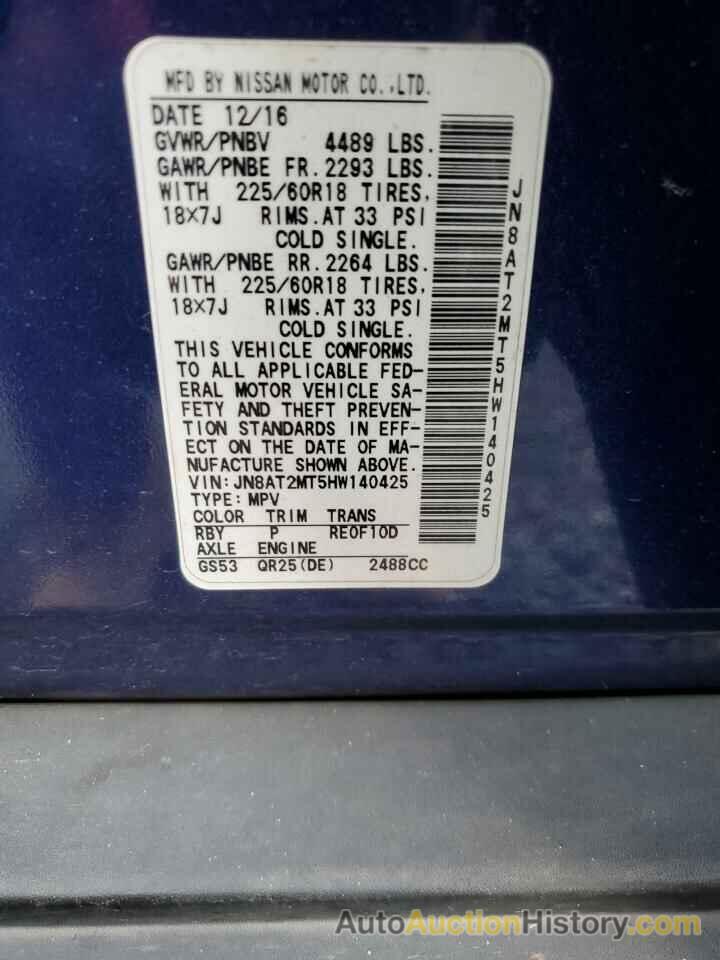 MFD BY NISSAN MOTOR CO.,LTD.
DATE 12/16
GVWR/PNBV 4489 LBS.
GAWR/PNBE FR. 2293 LBS.
WITH 225/60R18 TIRES,
18×7J RIMS. AT 33 PSI
COLD SINGLE.
GAWR/PNBE RR. 2264 LBS.
WITH 225/60R18 TIRES,
18×7J RIMS. AT 33 PSI
COLD SINGLE.
THIS VEHICLE CONFORMS
TO ALL APPLICABLE FED-
ERAL MOTOR VEHICLE SA-
FETY AND THEFT PREVEN-
TION STANDARDS IN EFF-
ECT ON THE DATE OF MA-
NUFACTURE SHOWN ABOVE.
VIN: JN8AT2MT5HW140425
TYPE: MPV
COLOR TRIM TRANS
RBY P RE0F10D
AXLE ENGINE
GS53 QR25(DE) 2488CC
JN8AT2MT5HW140425
AutoAuctionHistory.com